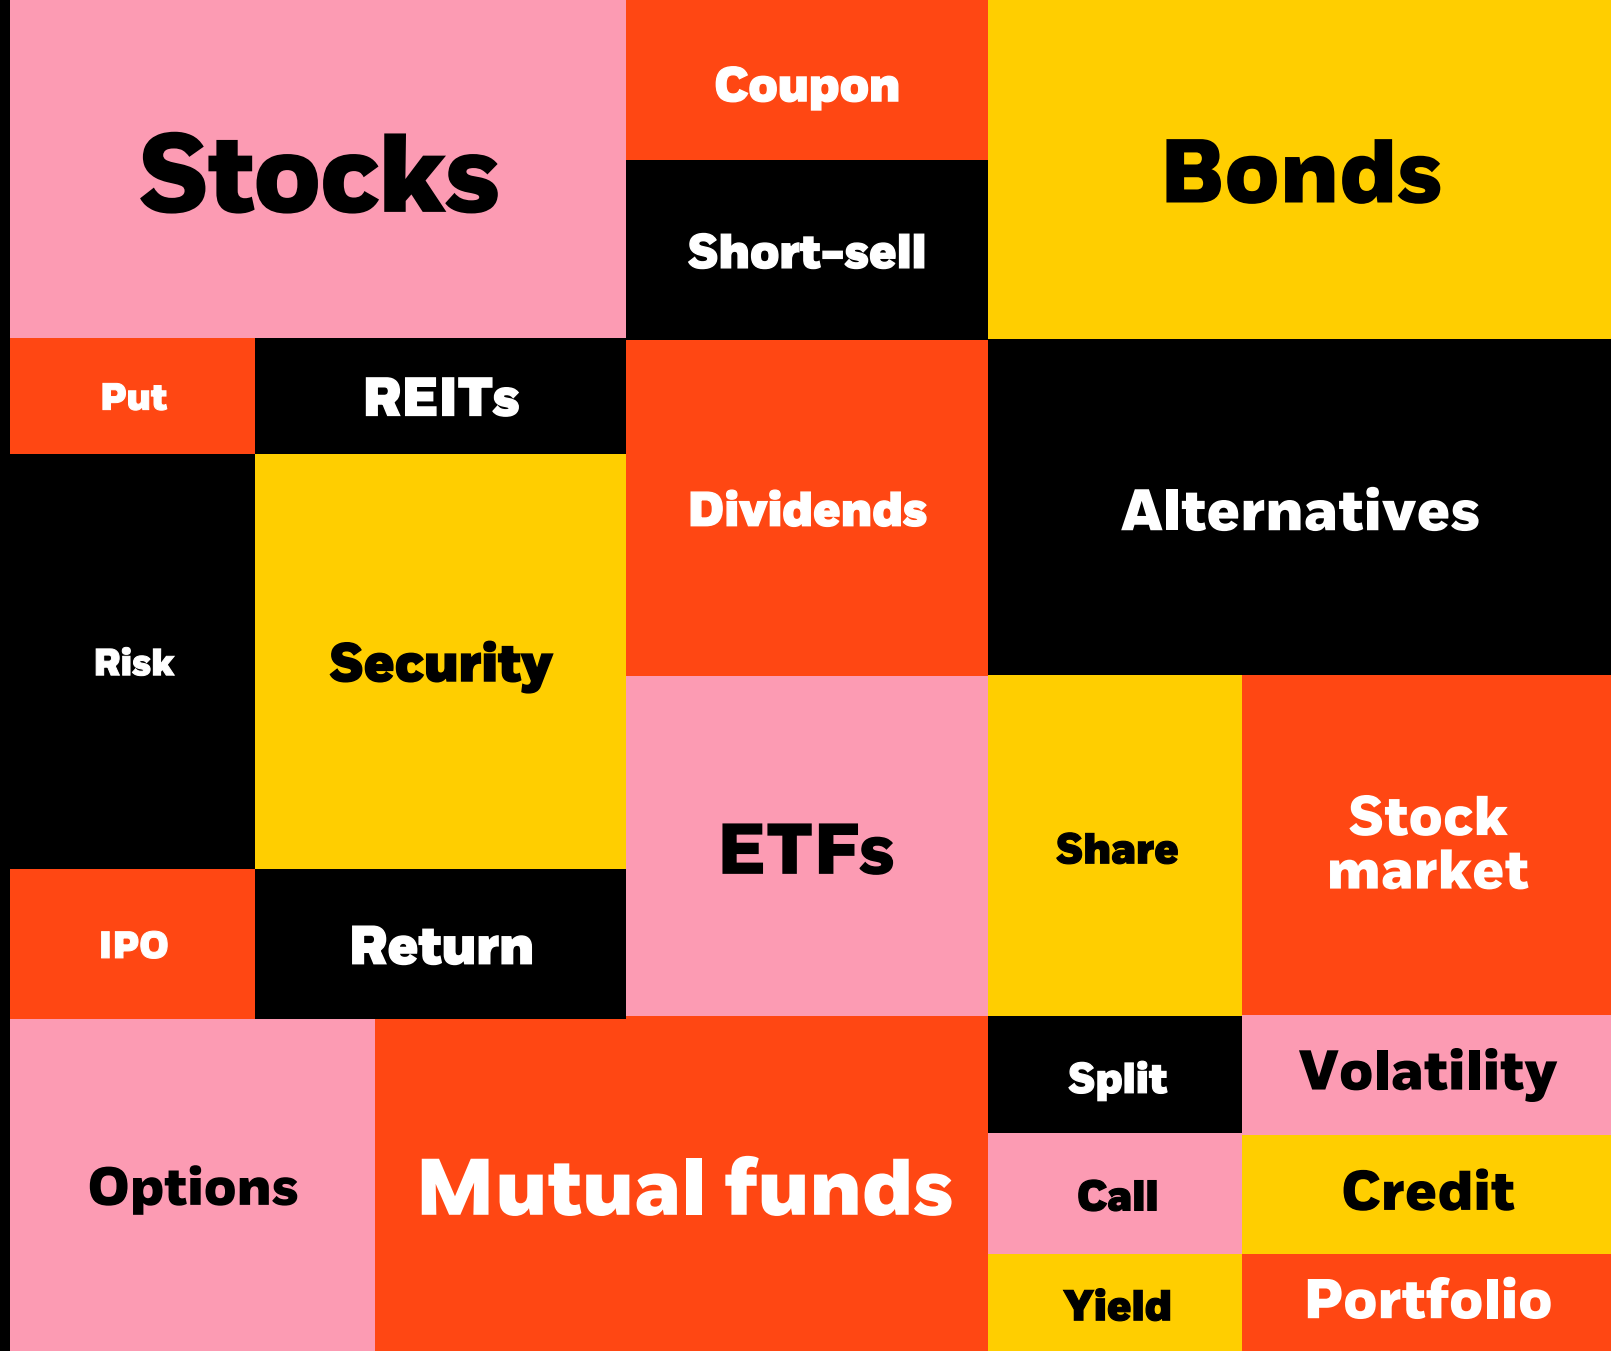 Stocks
Coupon
Short-sell
Bonds
Put
REITs
Dividends
Alternatives
Risk
Security
ETFs
Share
Stock
market
IPO
Return
Options
Mutual funds
Split
Volatility
Call
Credit
Yield
Portfolio